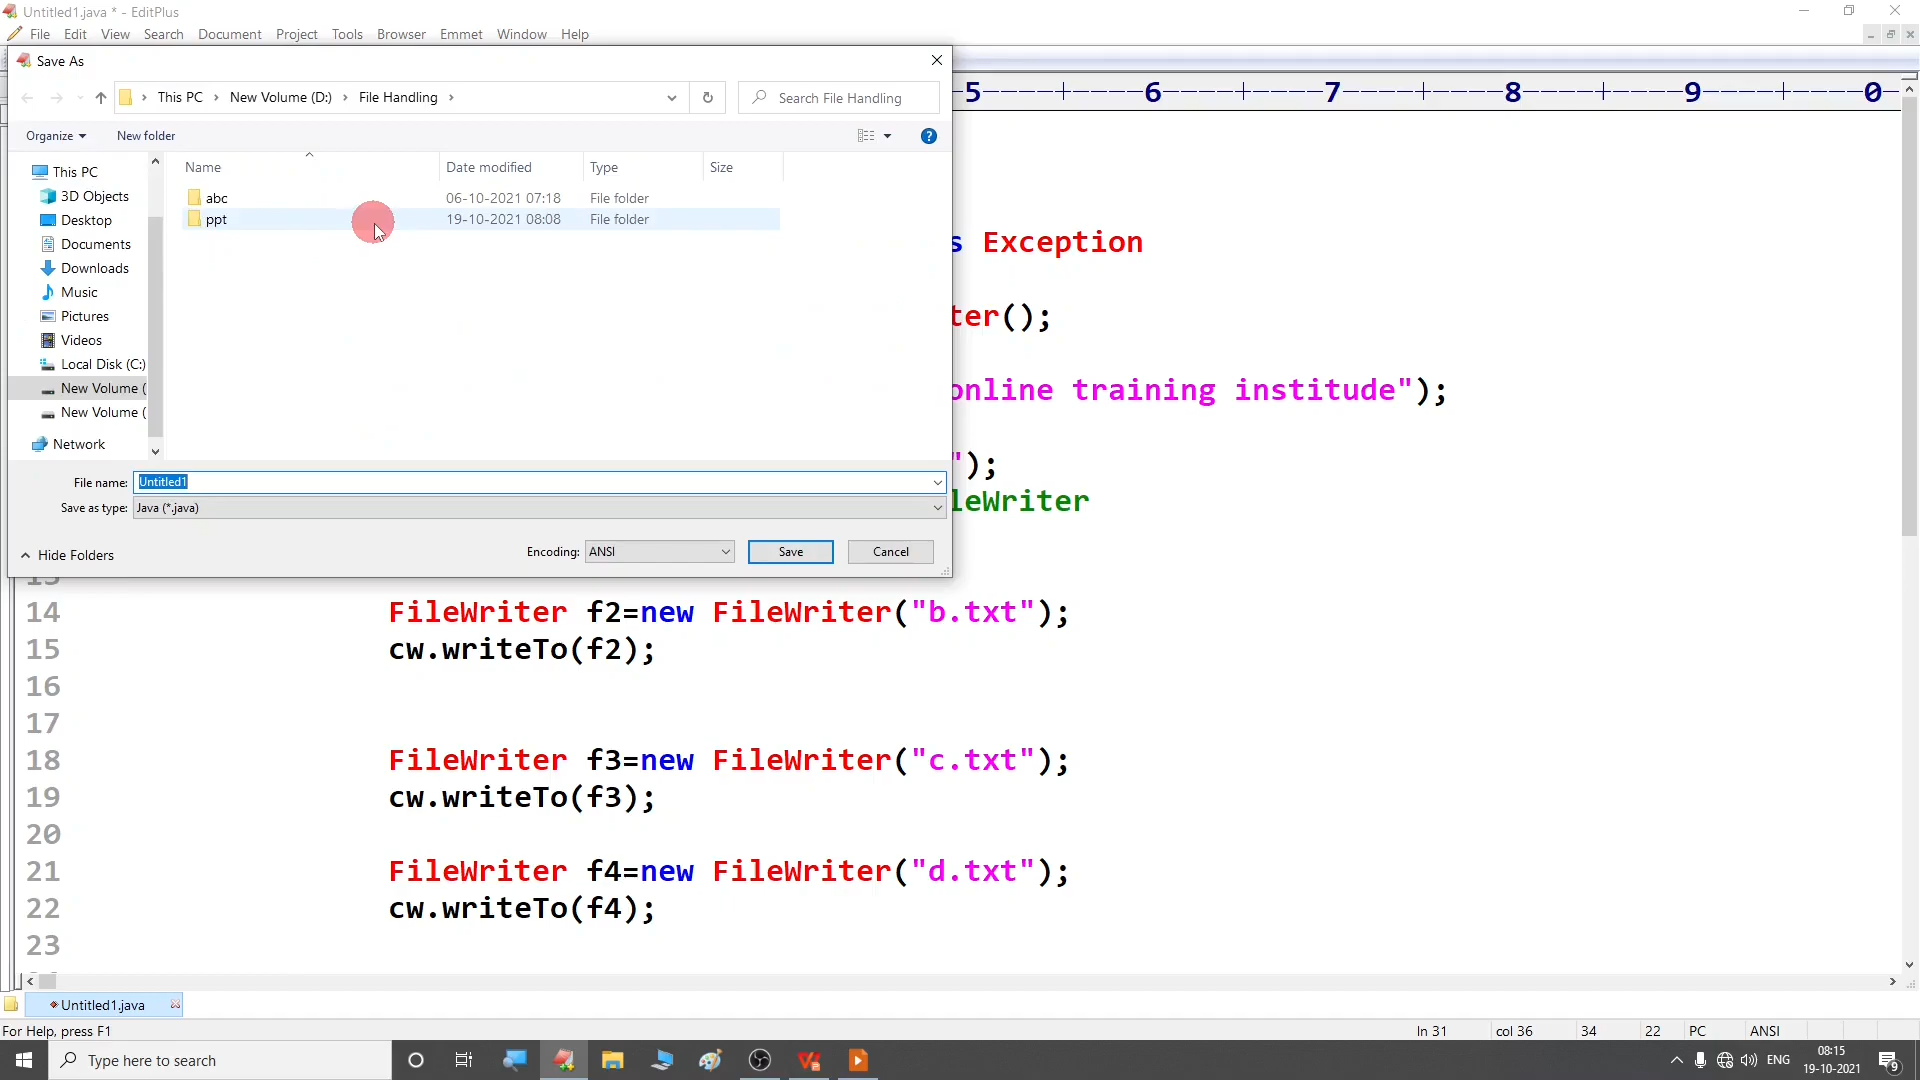 Untitled1.java * - EditPlus
File Edit View Search Document Project Tools Browser Emmet Window Help
Save As
This PC › New Volume (D:) › File Handling ›
Search File Handling
Organize
New folder
Name Date modified Type Size
abc 06-10-2021 07:18 File folder
ppt 19-10-2021 08:08 File folder
This PC
3D Objects
Desktop
Documents
Downloads
Music
Pictures
Videos
Local Disk (C:)
New Volume (
New Volume (
Network
File name: Untitled1
Save as type: Java (*.java)
Hide Folders
Encoding: ANSI
Save
Cancel
5 6 7 8 9 0
s Exception
ter();
online training institude");
");
leWriter
14 FileWriter f2=new FileWriter("b.txt");
15 cw.writeTo(f2);
16
17
18 FileWriter f3=new FileWriter("c.txt");
19 cw.writeTo(f3);
20
21 FileWriter f4=new FileWriter("d.txt");
22 cw.writeTo(f4);
23
Untitled1.java
For Help, press F1
ln 31 col 36 34 22 PC ANSI
Type here to search
ENG
08:15
19-10-2021
9